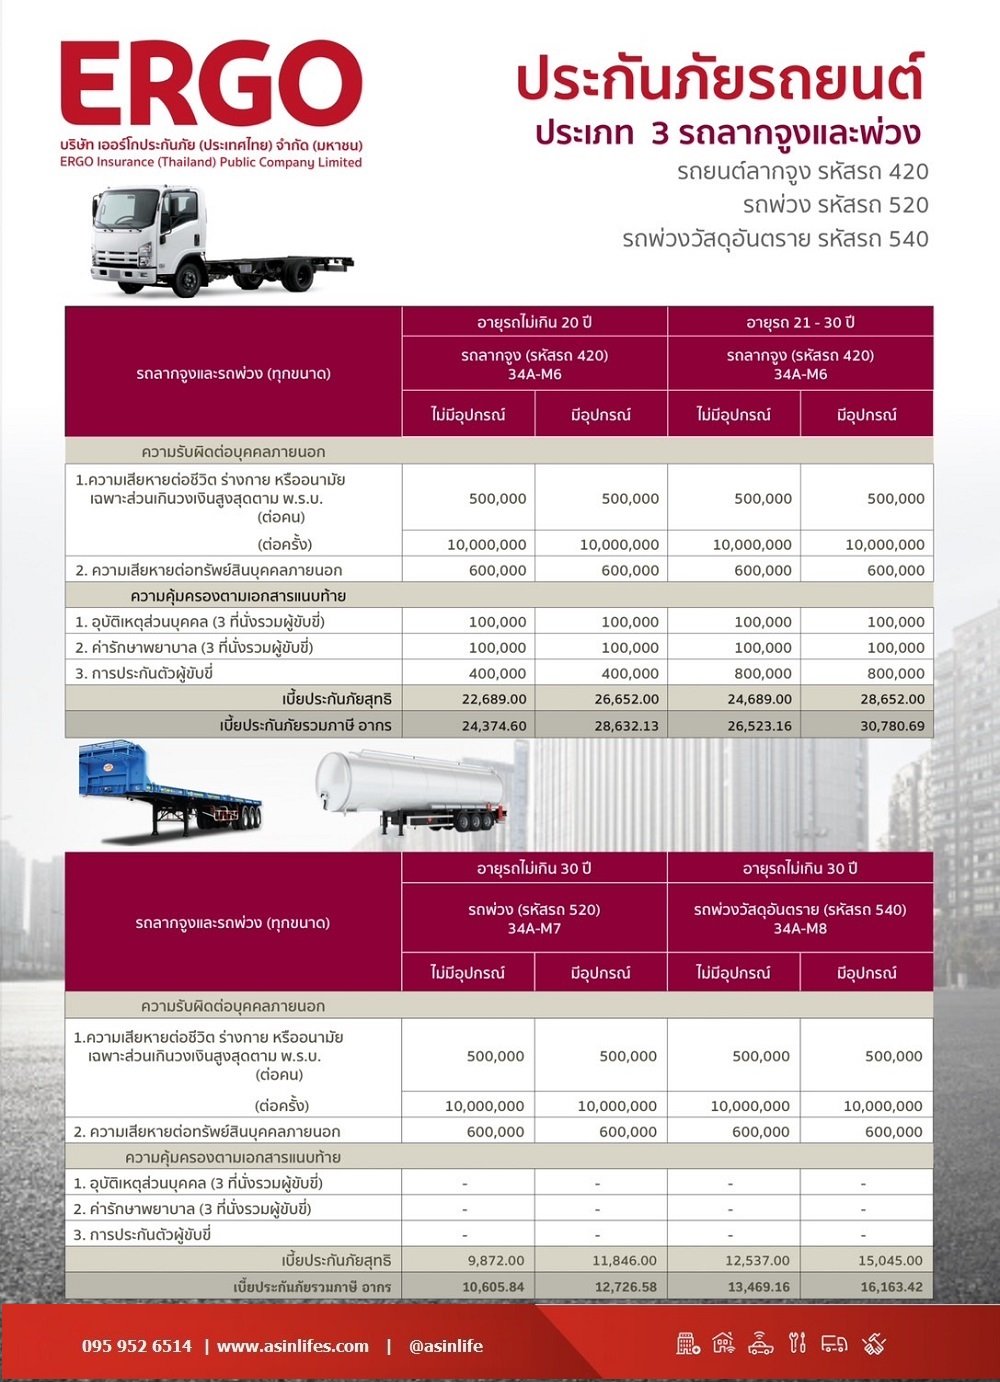 ERGO
บริษัท เออร์โกประกันภัย (ประเทศไทย) จำกัด (มหาชน)
ERGO Insurance (Thailand) Public Company Limited
ประกันภัยรถยนต์
ประเภท 3 รถลากจูงและพ่วง
รถยนต์ลากจูง รหัสรถ 420
รถพ่วง รหัสรถ 520
รถพ่วงวัสดุอันตราย รหัสรถ 540
รถลากจูงและรถพ่วง (ทุกขนาด)
อายุรถไม่เกิน 20 ปี อายุรถ 21 - 30 ปี
รถลากจูง (รหัสรถ 420) รถลากจูง (รหัสรถ 420)
34A-M6 34A-M6
ไม่มีอุปกรณ์ มีอุปกรณ์ ไม่มีอุปกรณ์ มีอุปกรณ์
ความรับผิดต่อบุคคลภายนอก
1.ความเสียหายต่อชีวิต ร่างกาย หรืออนามัย
เฉพาะส่วนเกินวงเงินสูงสุดตาม พ.ร.บ.
(ต่อคน) 500,000 500,000 500,000 500,000
(ต่อครั้ง) 10,000,000 10,000,000 10,000,000 10,000,000
2. ความเสียหายต่อทรัพย์สินบุคคลภายนอก 600,000 600,000 600,000 600,000
ความคุ้มครองตามเอกสารแนบท้าย
1. อุบัติเหตุส่วนบุคคล (3 ที่นั่งรวมผู้ขับขี่) 100,000 100,000 100,000 100,000
2. ค่ารักษาพยาบาล (3 ที่นั่งรวมผู้ขับขี่) 100,000 100,000 100,000 100,000
3. การประกันตัวผู้ขับขี่ 400,000 400,000 800,000 800,000
เบี้ยประกันภัยสุทธิ 22,689.00 26,652.00 24,689.00 28,652.00
เบี้ยประกันภัยรวมภาษี อากร 24,374.60 28,632.13 26,523.16 30,780.69
รถลากจูงและรถพ่วง (ทุกขนาด)
อายุรถไม่เกิน 30 ปี อายุรถไม่เกิน 30 ปี
รถพ่วง (รหัสรถ 520) รถพ่วงวัสดุอันตราย (รหัสรถ 540)
34A-M7 34A-M8
ไม่มีอุปกรณ์ มีอุปกรณ์ ไม่มีอุปกรณ์ มีอุปกรณ์
ความรับผิดต่อบุคคลภายนอก
1.ความเสียหายต่อชีวิต ร่างกาย หรืออนามัย
เฉพาะส่วนเกินวงเงินสูงสุดตาม พ.ร.บ.
(ต่อคน) 500,000 500,000 500,000 500,000
(ต่อครั้ง) 10,000,000 10,000,000 10,000,000 10,000,000
2. ความเสียหายต่อทรัพย์สินบุคคลภายนอก 600,000 600,000 600,000 600,000
ความคุ้มครองตามเอกสารแนบท้าย
1. อุบัติเหตุส่วนบุคคล (3 ที่นั่งรวมผู้ขับขี่) - - - -
2. ค่ารักษาพยาบาล (3 ที่นั่งรวมผู้ขับขี่) - - - -
3. การประกันตัวผู้ขับขี่ - - - -
เบี้ยประกันภัยสุทธิ 9,872.00 11,846.00 12,537.00 15,045.00
เบี้ยประกันภัยรวมภาษี อากร 10,605.84 12,726.58 13,469.16 16,163.42
095 952 6514 | www.asinlifes.com | @asinlife